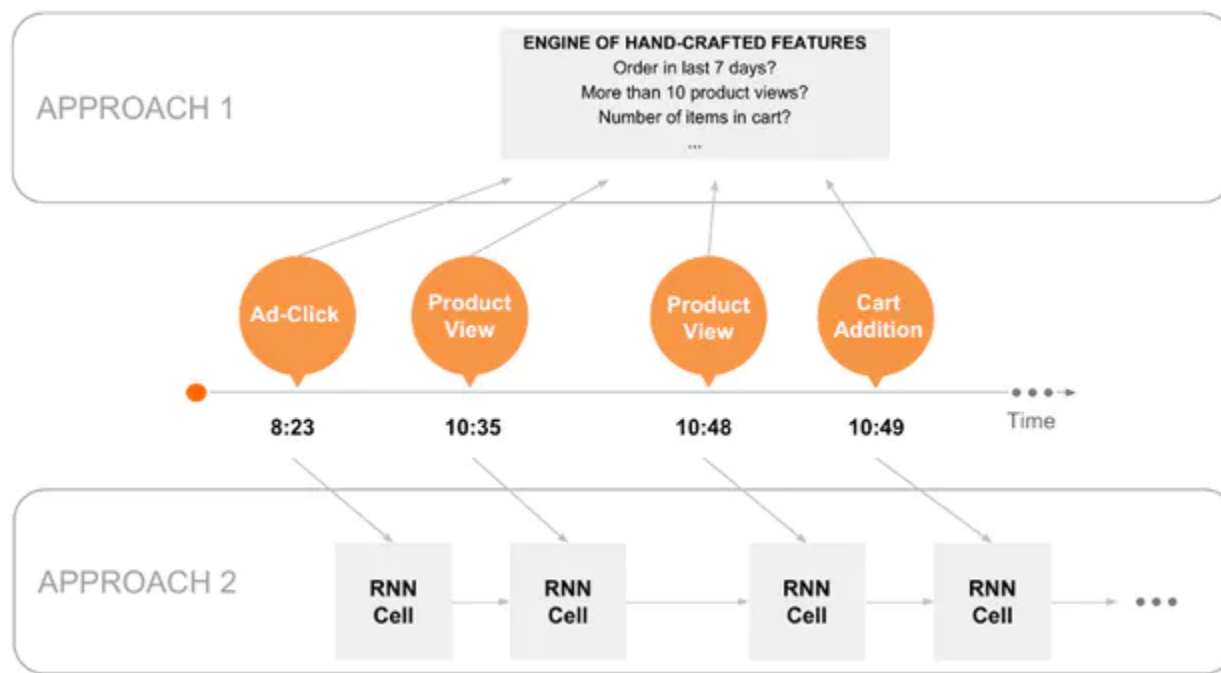 ENGINE OF HAND-CRAFTED FEATURES
Order in last 7 days?
More than 10 product views?
Number of items in cart?
...
APPROACH 1
Ad-Click
Product
View
Product
View
Cart
Addition
8:23
10:35
10:48
10:49
Time
APPROACH 2
RNN
Cell
RNN
Cell
RNN
Cell
RNN
Cell